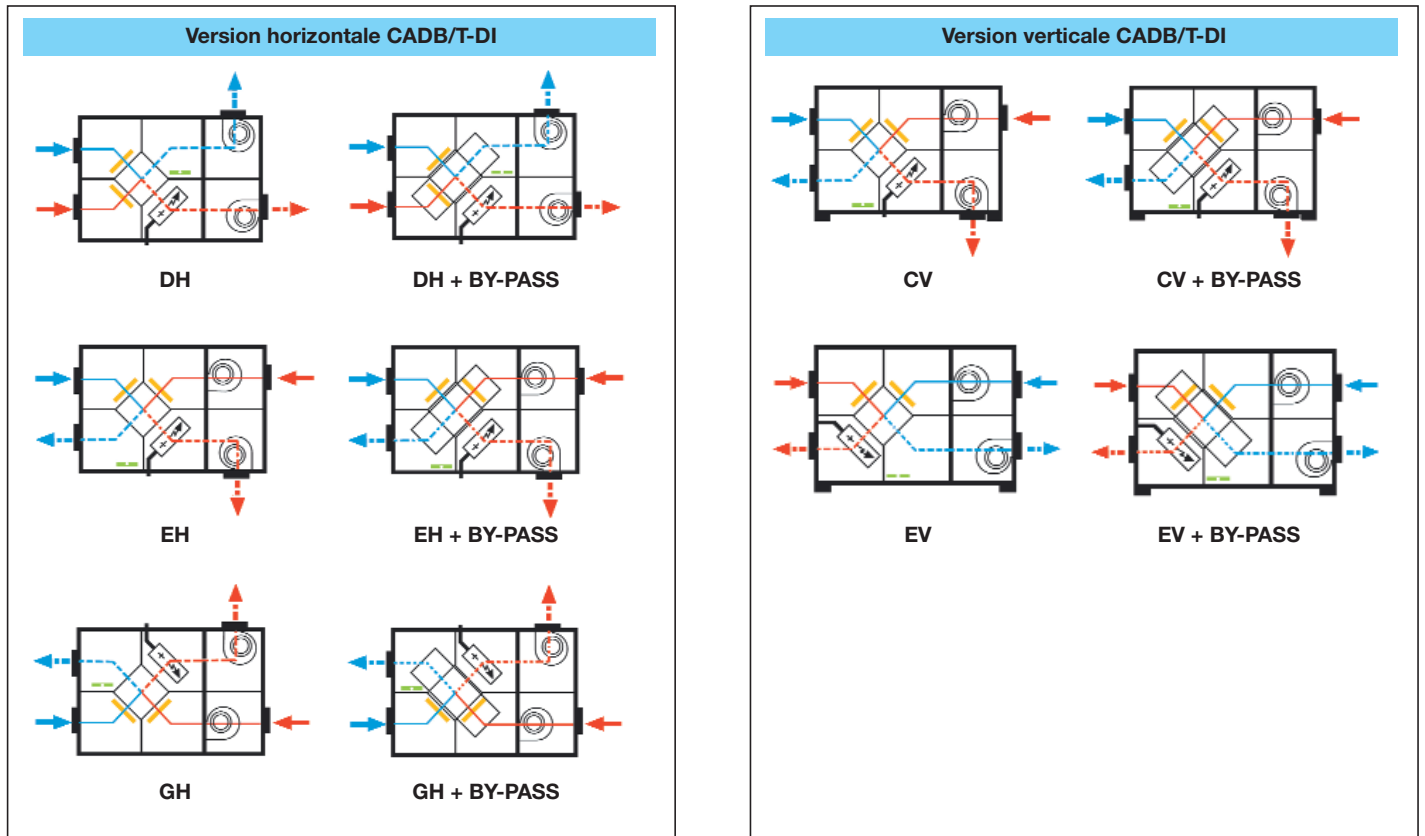 Version horizontale CADB/T-DI
DH
DH + BY-PASS
EH
EH + BY-PASS
GH
GH + BY-PASS
Version verticale CADB/T-DI
CV
CV + BY-PASS
EV
EV + BY-PASS